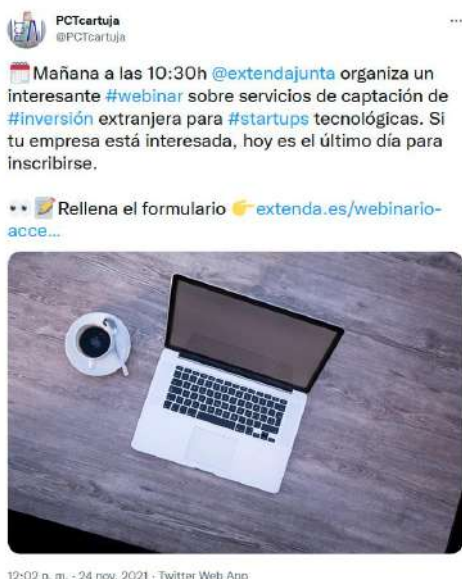 PCTcartuja
@PCTcartuja
Mañana a las 10:30h @extendajunta organiza un
interesante #webinar sobre servicios de captación de
#inversión extranjera para #startups tecnológicas. Si
tu empresa está interesada, hoy es el último día para
inscribirse.
Rellena el formulario 👉extenda.es/webinario-
acce...
12:02 p. m. · 24 nov. 2021 · Twitter Web App